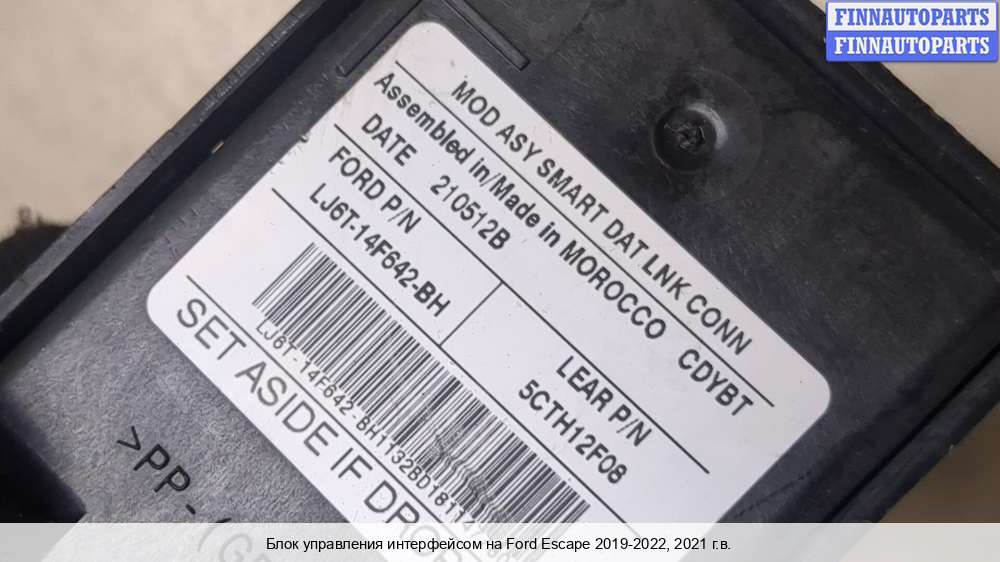 FINNAUTOPARTS
FINNAUTOPARTS
MOD ASY SMART DAT LNK CONN
Assembled in/Made in MOROCCO CDYBT
DATE 210512B
FORD P/N
LJ6T-14F642-BH
LEAR P/N
5CTH12F08
SET ASIDE IF
>PP-
Блок управления интерфейсом на Ford Escape 2019-2022, 2021 г.в.